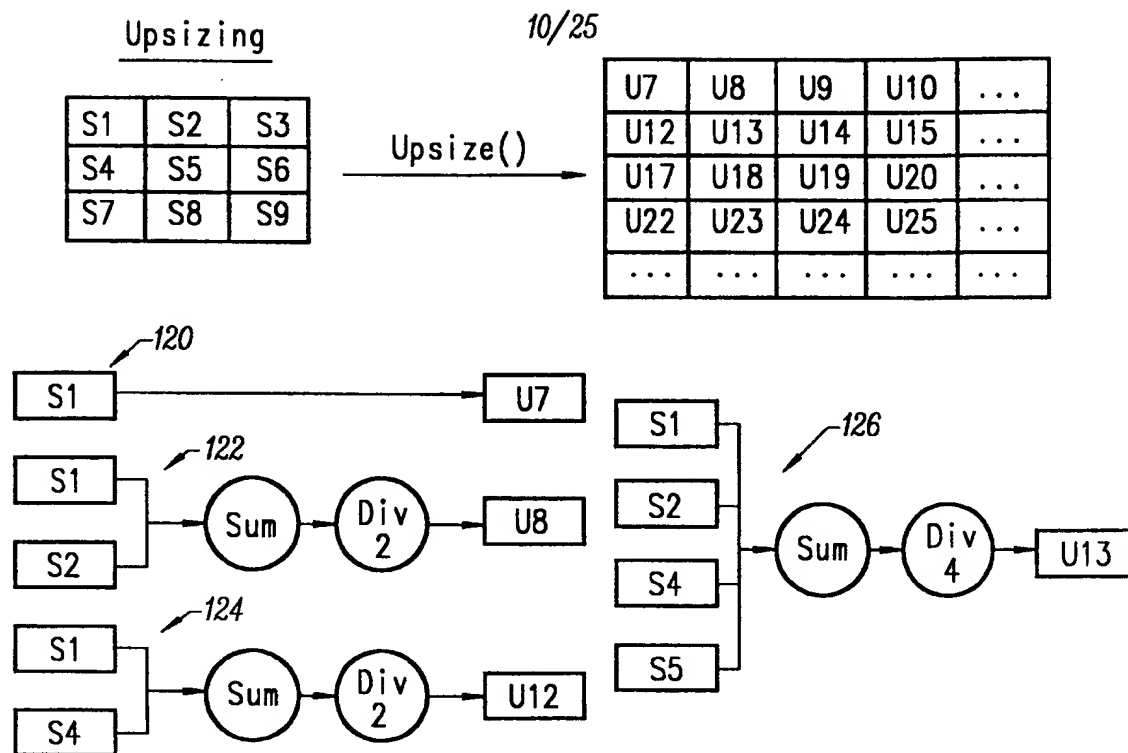 Upsizing
10/25
S1 S2 S3
S4 S5 S6
S7 S8 S9
Upsize()
U7 U8 U9 U10 ...
U12 U13 U14 U15 ...
U17 U18 U19 U20 ...
U22 U23 U24 U25 ...
... ... ... ... ...
120
S1 U7
122
S1
S2
Sum Div 2 U8
124
S1
S4
Sum Div 2 U12
126
S1
S2
S4
S5
Sum Div 4 U13